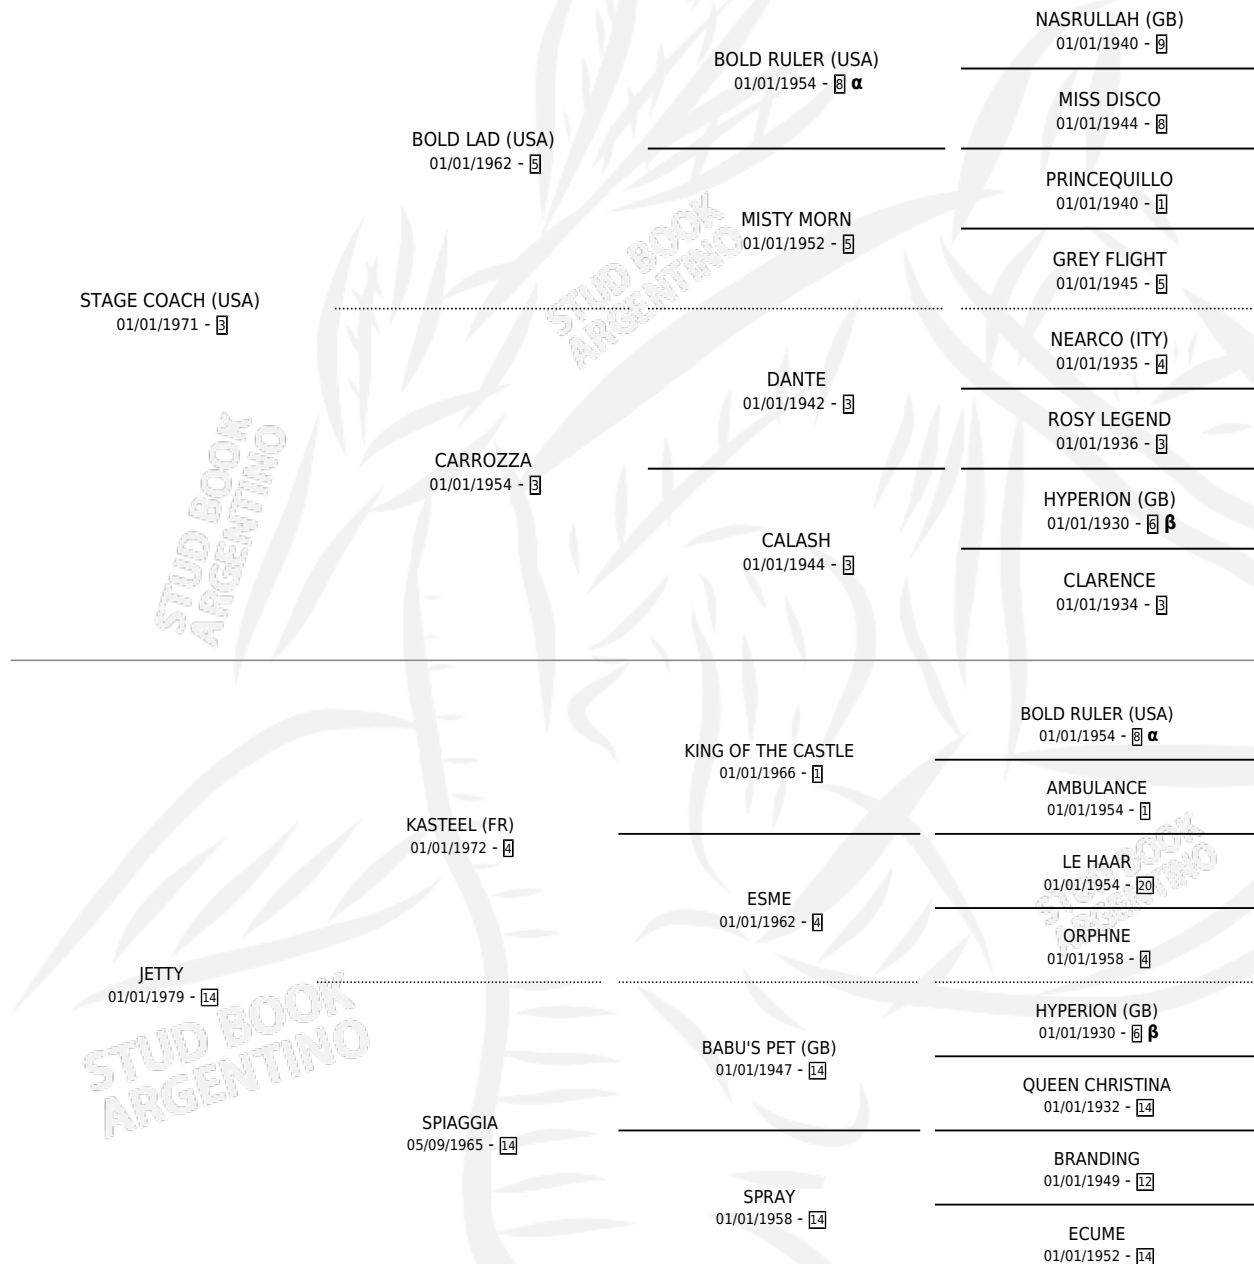 NASRULLAH (GB)
01/01/1940 - 9
BOLD RULER (USA)
01/01/1954 - 8 α
MISS DISCO
01/01/1944 - 8
BOLD LAD (USA)
01/01/1962 - 5
PRINCEQUILLO
01/01/1940 - 1
MISTY MORN
01/01/1952 - 5
GREY FLIGHT
01/01/1945 - 5
STAGE COACH (USA)
01/01/1971 - 3
NEARCO (ITY)
01/01/1935 - 4
DANTE
01/01/1942 - 3
ROSY LEGEND
01/01/1936 - 3
CARROZZA
01/01/1954 - 3
HYPERION (GB)
01/01/1930 - 6 β
CALASH
01/01/1944 - 3
CLARENCE
01/01/1934 - 3
BOLD RULER (USA)
01/01/1954 - 8 α
KING OF THE CASTLE
01/01/1966 - 1
AMBULANCE
01/01/1954 - 1
KASTEEL (FR)
01/01/1972 - 4
LE HAAR
01/01/1954 - 20
ESME
01/01/1962 - 4
ORPHNE
01/01/1958 - 4
JETTY
01/01/1979 - 14
HYPERION (GB)
01/01/1930 - 6 β
BABU'S PET (GB)
01/01/1947 - 14
QUEEN CHRISTINA
01/01/1932 - 14
SPIAGGIA
05/09/1965 - 14
BRANDING
01/01/1949 - 12
SPRAY
01/01/1958 - 14
ECUME
01/01/1952 - 14
STUD BOOK
ARGENTINO
STUD BOOK
ARGENTINO
STUD BOOK
ARGENTINO
STUD BOOK
ARGENTINO